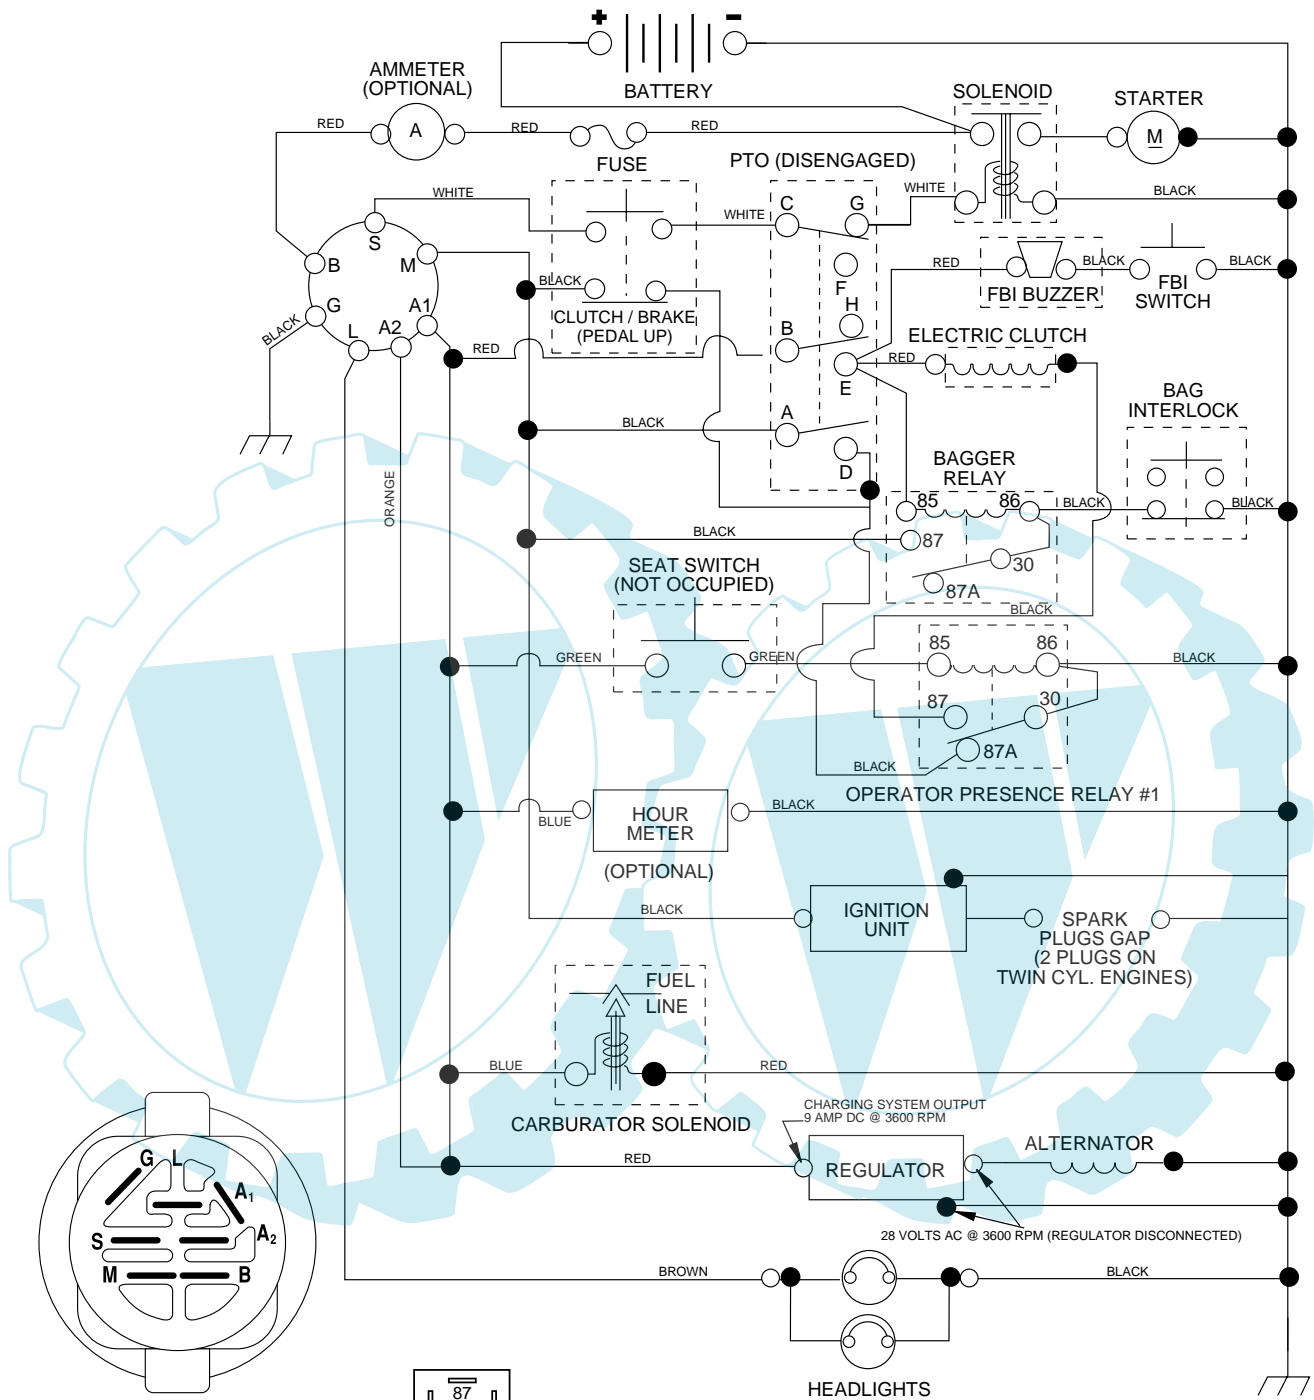 + -
BATTERY
AMMETER
(OPTIONAL)
SOLENOID
STARTER
RED
A
RED
RED
M
FUSE
PTO (DISENGAGED)
WHITE
WHITE
WHITE
BLACK
C
G
S
B
M
G
L
A2
A1
BLACK
BLACK
CLUTCH / BRAKE
(PEDAL UP)
F
H
B
E
RED
FBI BUZZER
BLACK
FBI
SWITCH
BLACK
RED
RED
ELECTRIC CLUTCH
BAG
INTERLOCK
BLACK
A
D
ORANGE
BAGGER
RELAY
85
86
BLACK
BLACK
BLACK
87
30
87A
SEAT SWITCH
(NOT OCCUPIED)
BLACK
GREEN
GREEN
85
86
BLACK
87
30
87A
BLACK
OPERATOR PRESENCE RELAY #1
BLUE
HOUR
METER
BLACK
(OPTIONAL)
BLACK
IGNITION
UNIT
SPARK
PLUGS GAP
(2 PLUGS ON
TWIN CYL. ENGINES)
FUEL
LINE
BLUE
RED
CARBURATOR SOLENOID
CHARGING SYSTEM OUTPUT
9 AMP DC @ 3600 RPM
RED
REGULATOR
ALTERNATOR
28 VOLTS AC @ 3600 RPM (REGULATOR DISCONNECTED)
G
L
A1
A2
S
M
B
BROWN
BLACK
HEADLIGHTS
87